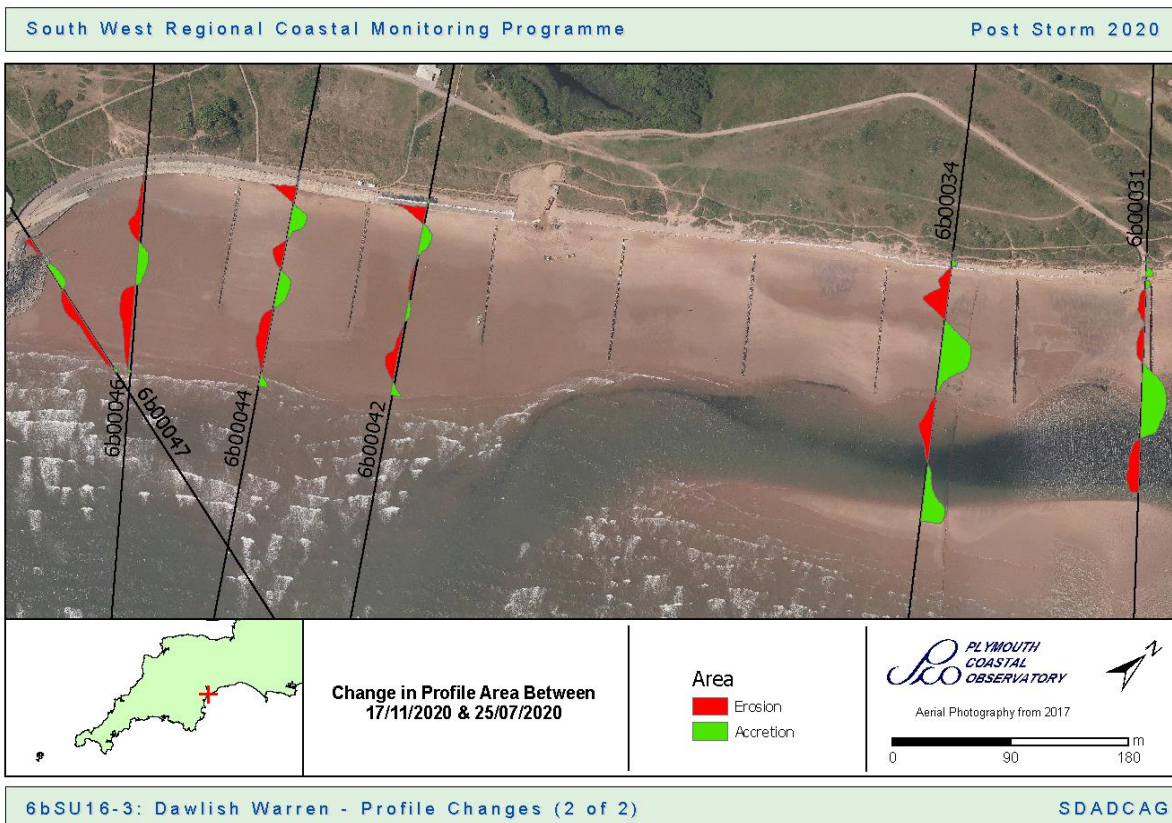 South West Regional Coastal Monitoring Programme
Post Storm 2020
6b00046
6b00047
6b00044
6b00042
6b00034
6b00031
Change in Profile Area Between
17/11/2020 & 25/07/2020
Area
Erosion
Accretion
PCO
PLYMOUTH
COASTAL
OBSERVATORY
N
Aerial Photography from 2017
m
0 90 180
6bSU16-3: Dawlish Warren - Profile Changes (2 of 2)
SDADCAG